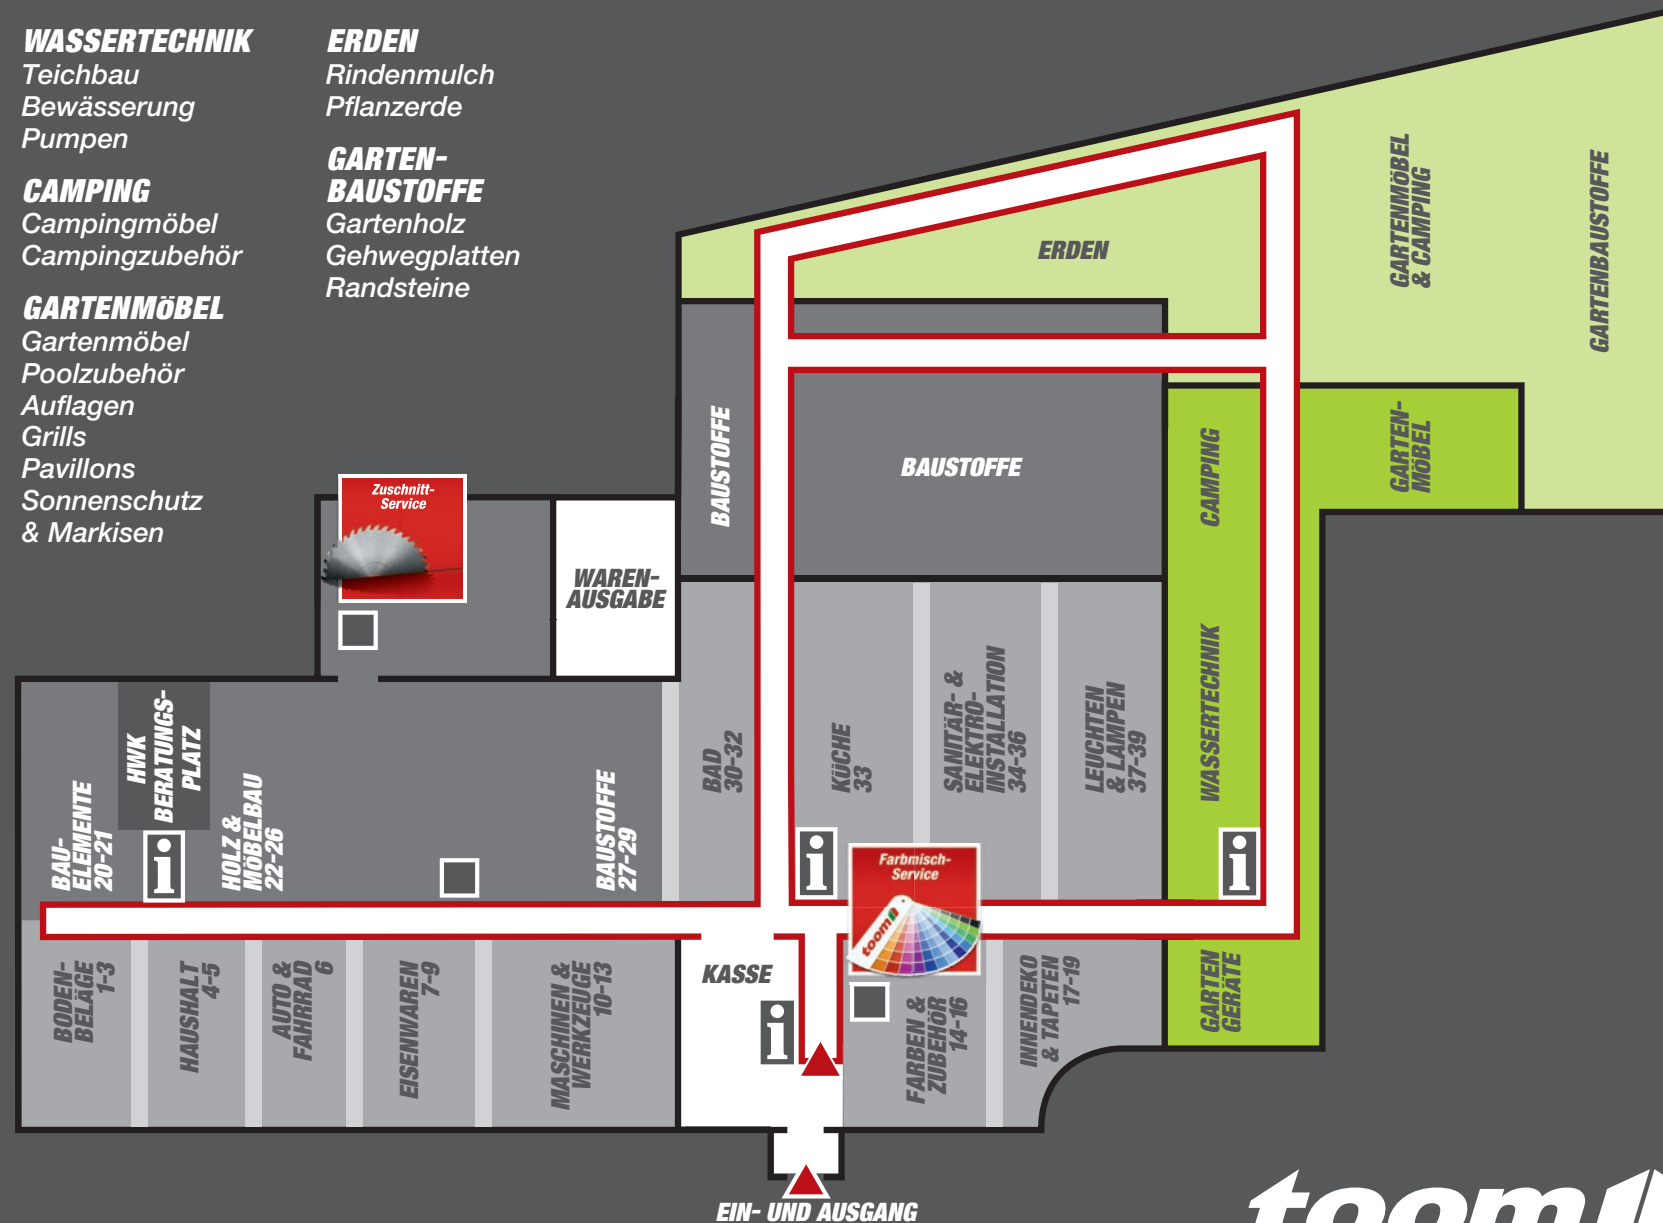 WASSERTECHNIK
Teichbau
Bewässerung
Pumpen
CAMPING
Campingmöbel
Campingzubehör
GARTENMöBEL
Gartenmöbel
Poolzubehör
Auflagen
Grills
Pavillons
Sonnenschutz
& Markisen
ERDEN
Rindenmulch
Pflanzerde
GARTEN-
BAUSTOFFE
Gartenholz
Gehwegplatten
Randsteine
ERDEN
GARTENMöBEL
& CAMPING
GARTENBAUSTOFFE
BAUSTOFFE
BAUSTOFFE
CAMPING
GARTEN-
MöBEL
Zuschnitt-
Service
WAREN-
AUSGABE
HWK
BERATUNGS-
PLATZ
BAU-
ELEMENTE
20-21
i
HOLZ &
MöBELBAU
22-26
BAUSTOFFE
27-29
BAD
30-32
KüCHE
33
SANITÄR- &
ELEKTRO-
INSTALLATION
34-36
LEUCHTEN
& LAMPEN
37-39
WASSERTECHNIK
i
i
Farbmisch-
Service
toom
BODEN-
BELÄGE
1-3
HAUSHALT
4-5
AUTO &
FAHRRAD
6
EISENWAREN
7-9
MASCHINEN &
WERKZEUGE
10-13
KASSE
i
FARBEN &
ZUBEHÖR
14-16
INNENDEKO
& TAPETEN
17-19
GARTEN
GERÄTE
EIN- UND AUSGANG
toom